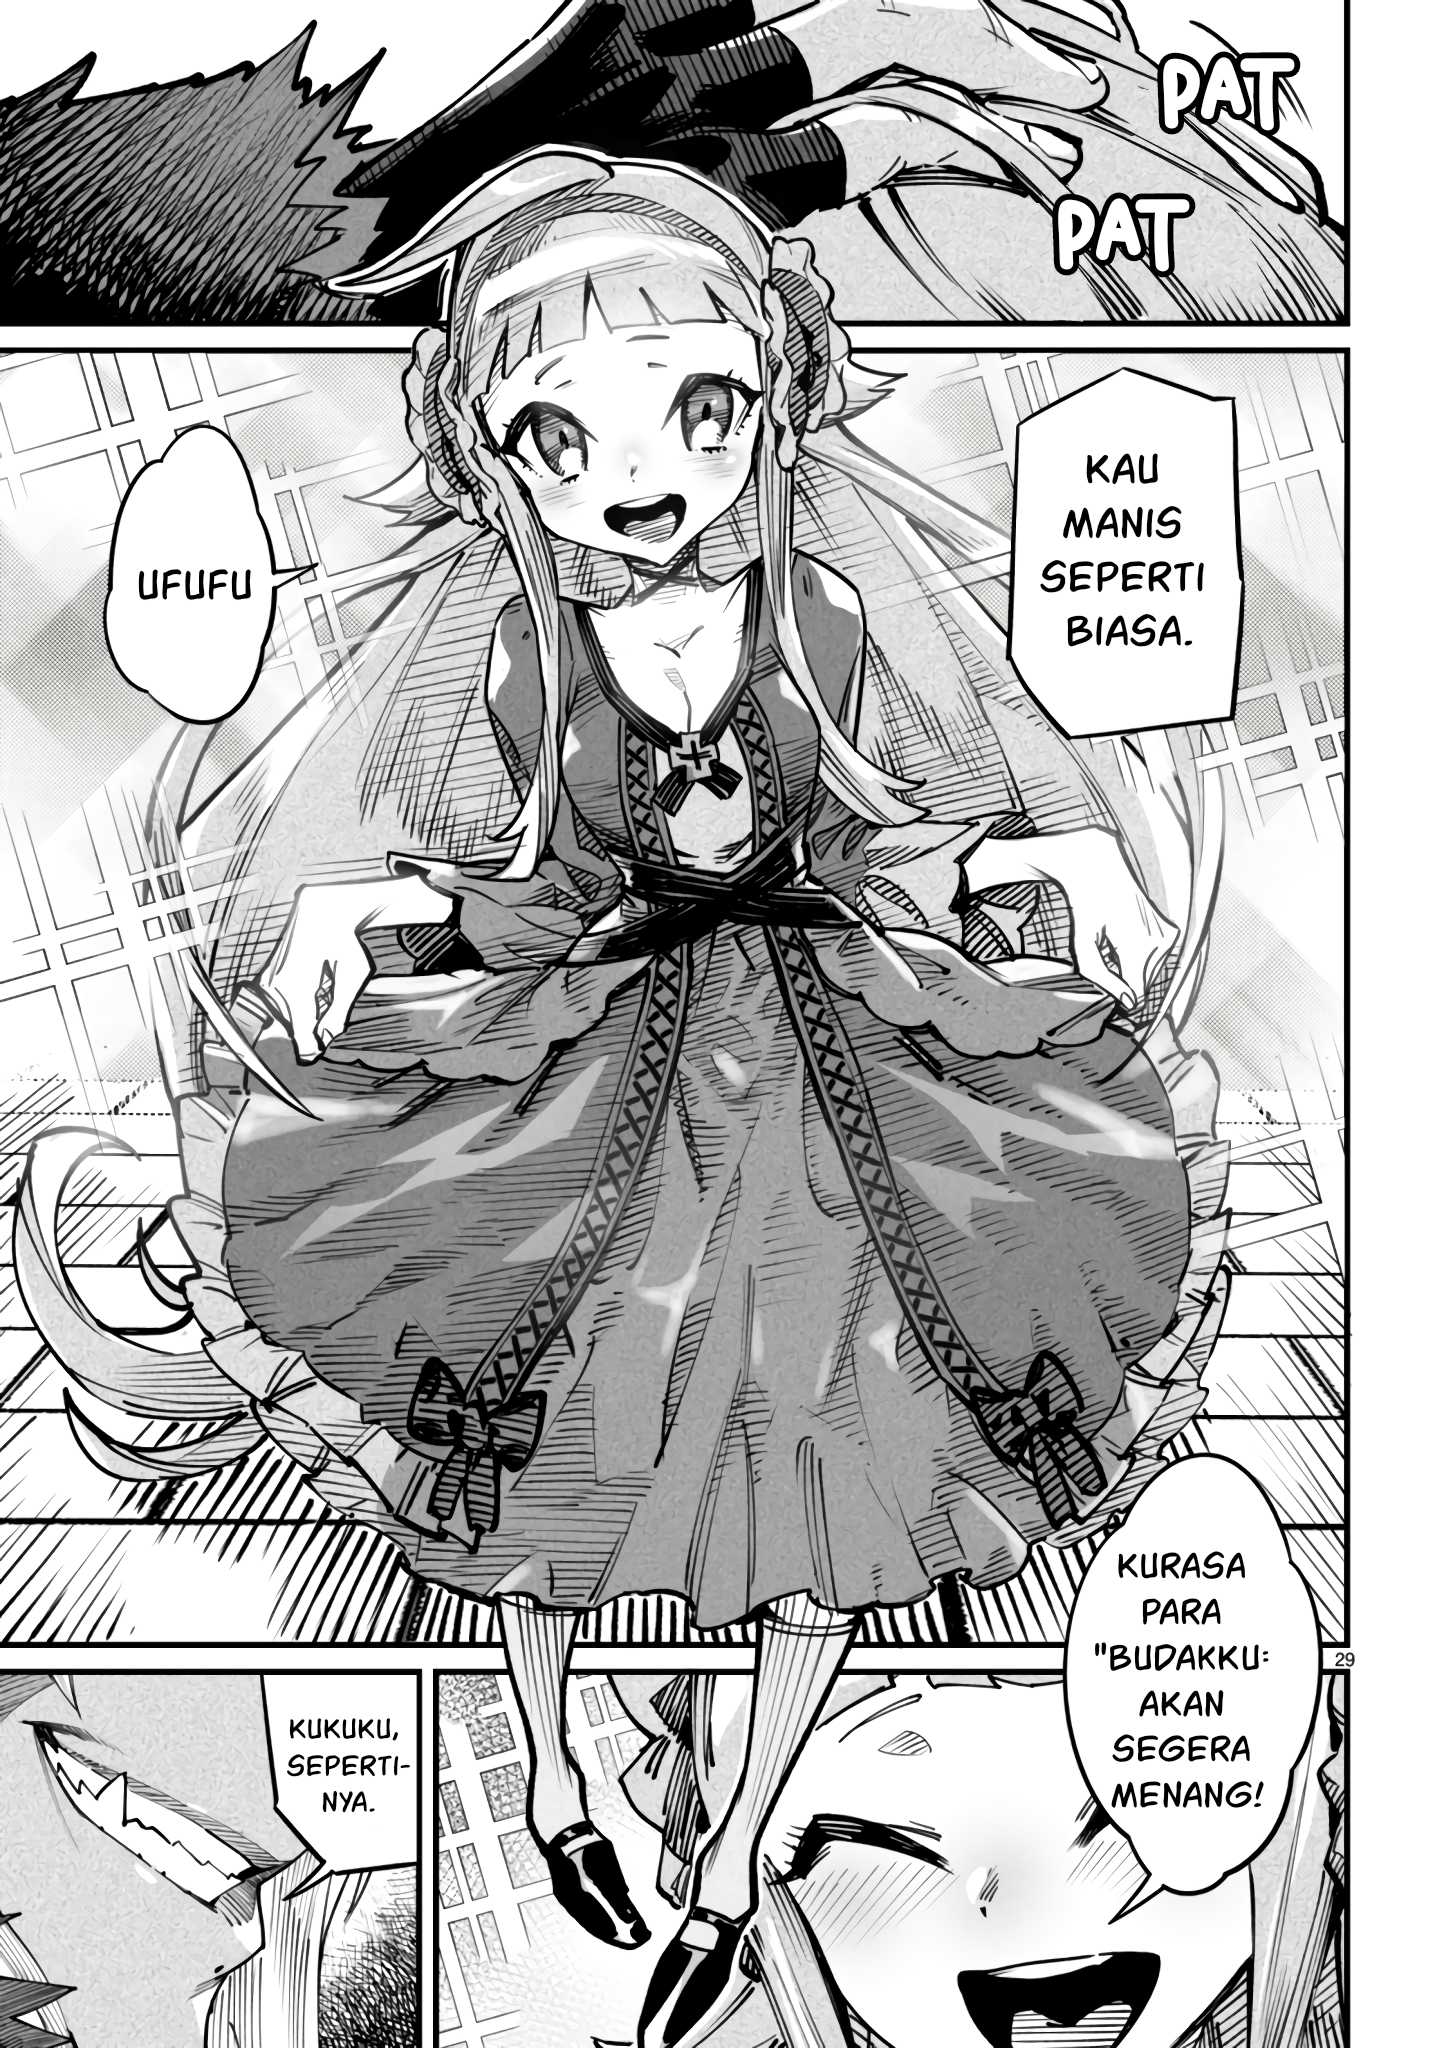 PAT
PAT
KAU
MANIS
SEPERTI
BIASA.
UFUFU
KURASA
PARA
"BUDAKKU:
AKAN
SEGERA
MENANG!
29
KUKUKU,
SEPERTI-
NYA.